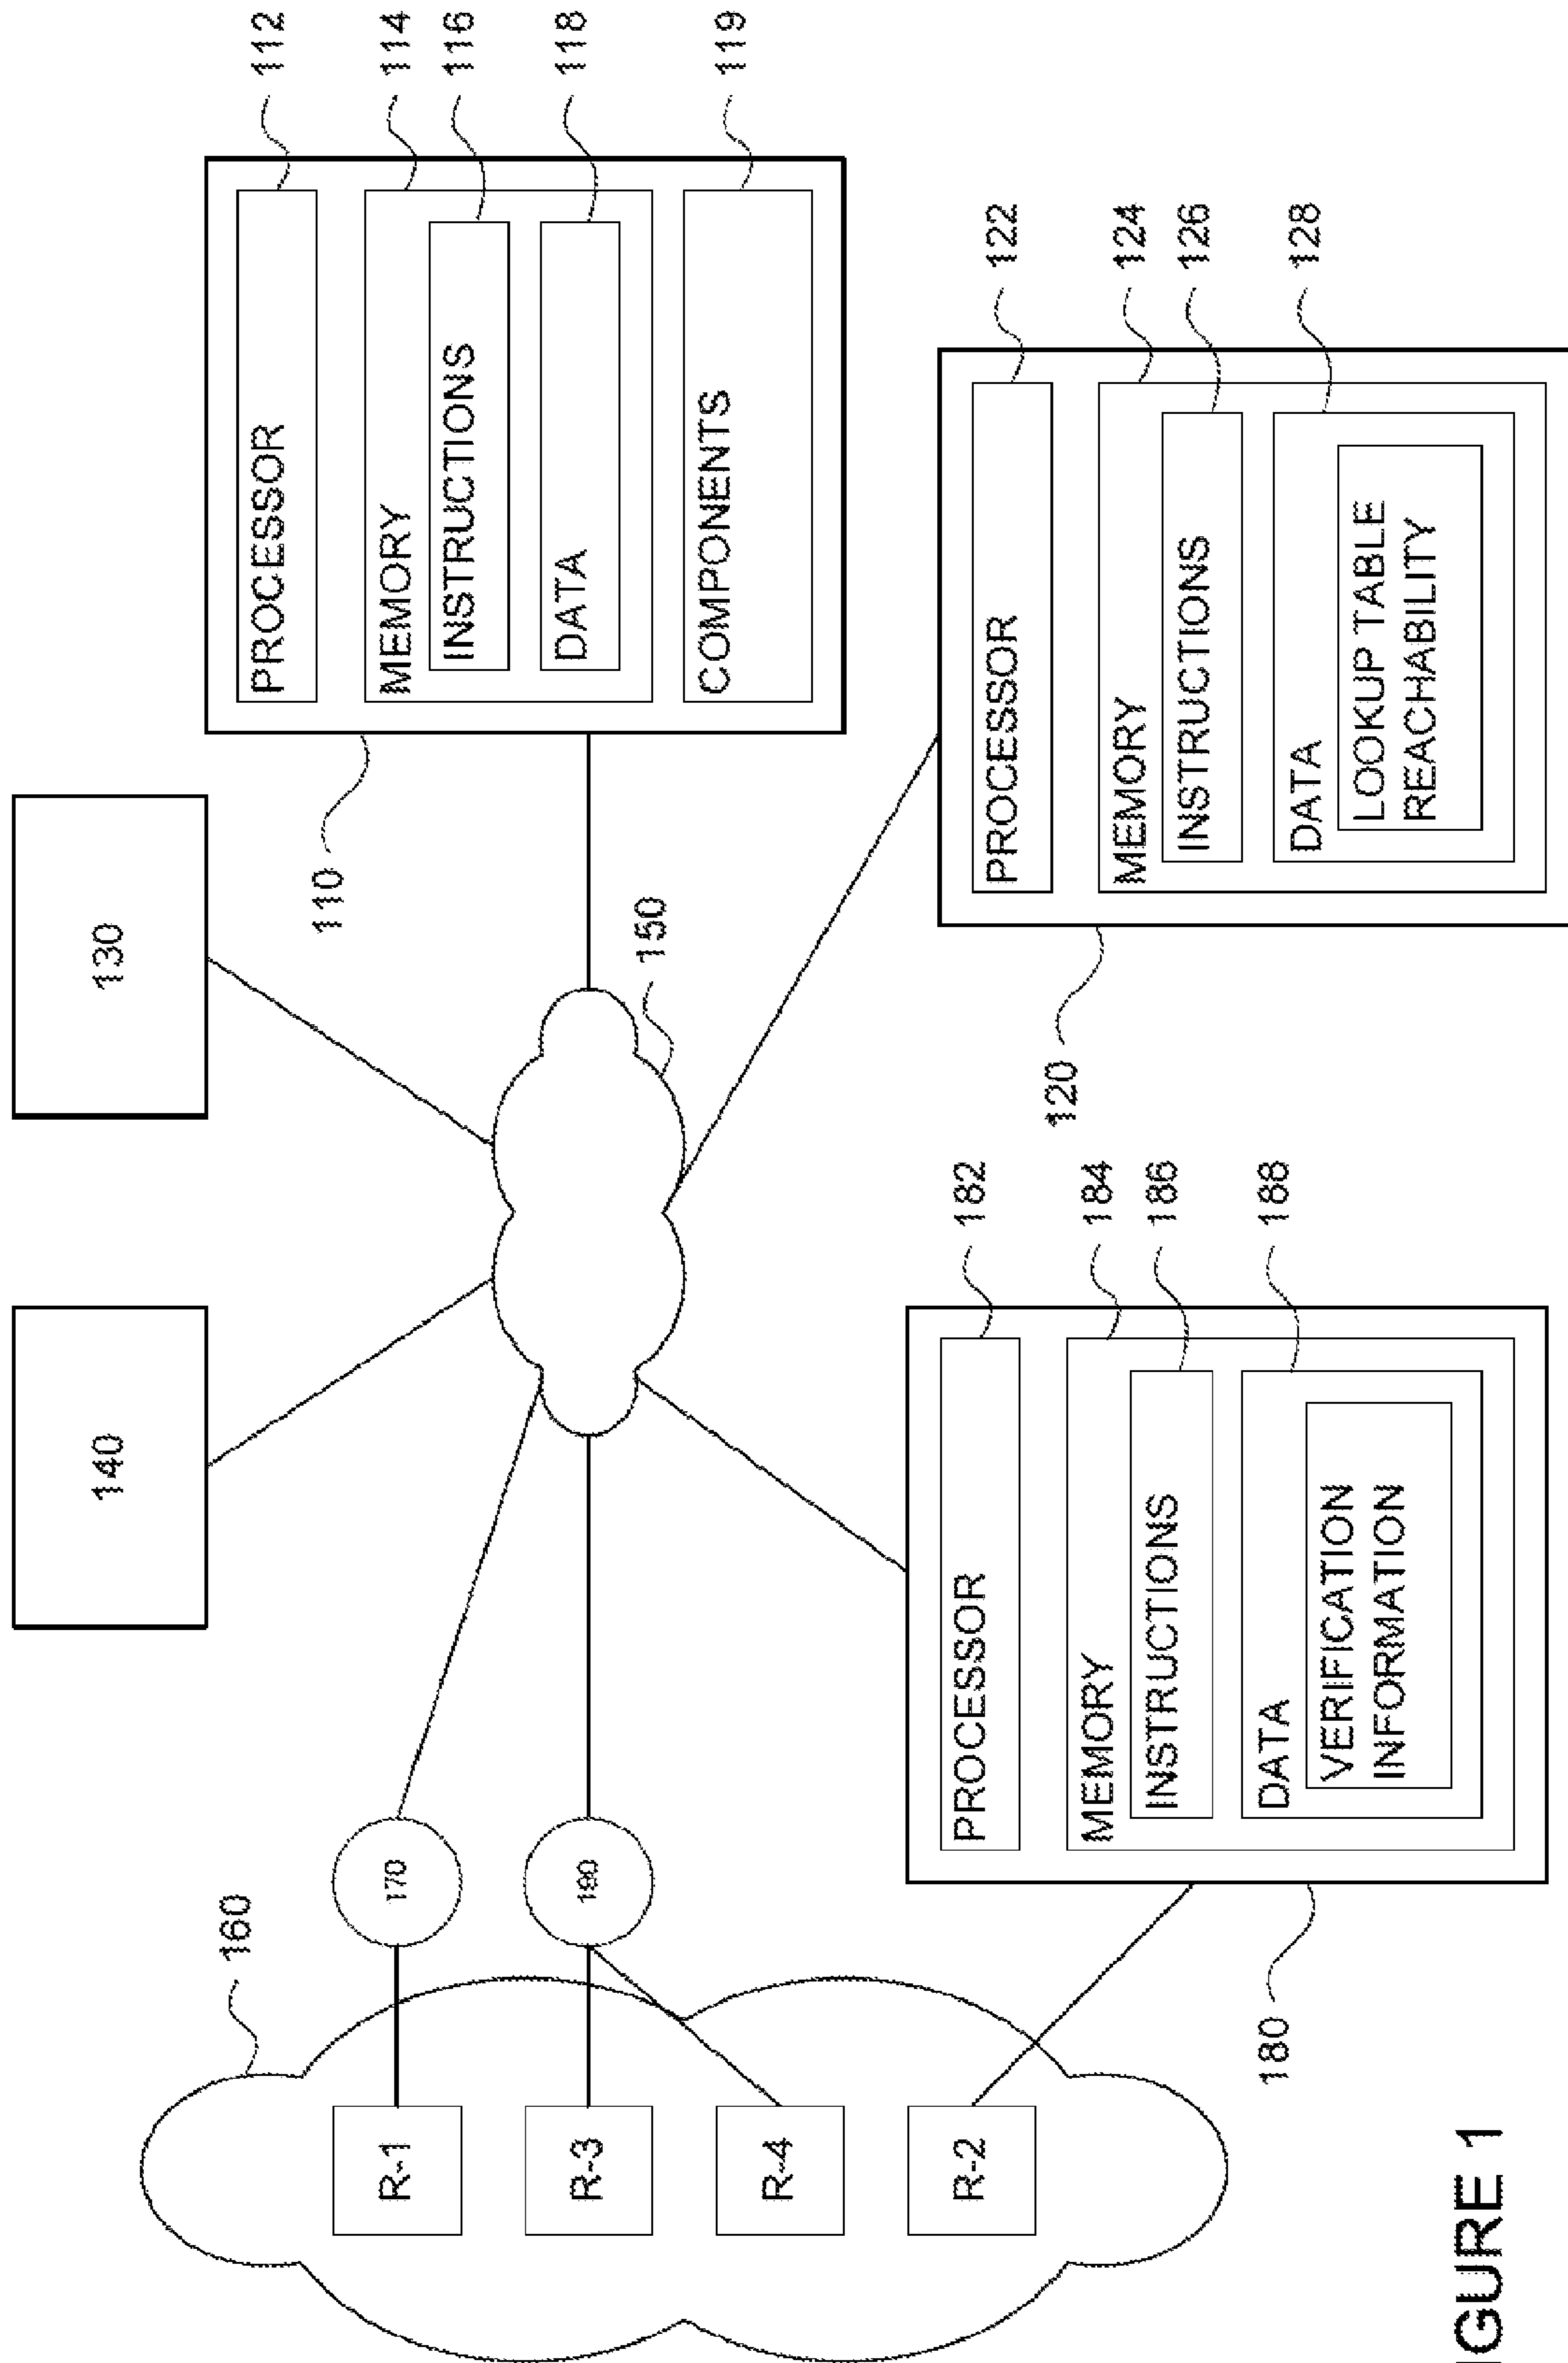 160
R-1
R-3
R-4
R-2
170
190
140
130
150
110
PROCESSOR
112
MEMORY
114
INSTRUCTIONS
116
DATA
118
COMPONENTS
119
180
PROCESSOR
182
MEMORY
184
INSTRUCTIONS
186
DATA
188
VERIFICATION
INFORMATION
120
PROCESSOR
122
MEMORY
124
INSTRUCTIONS
126
DATA
128
LOOKUP TABLE
REACHABILITY
IGURE 1